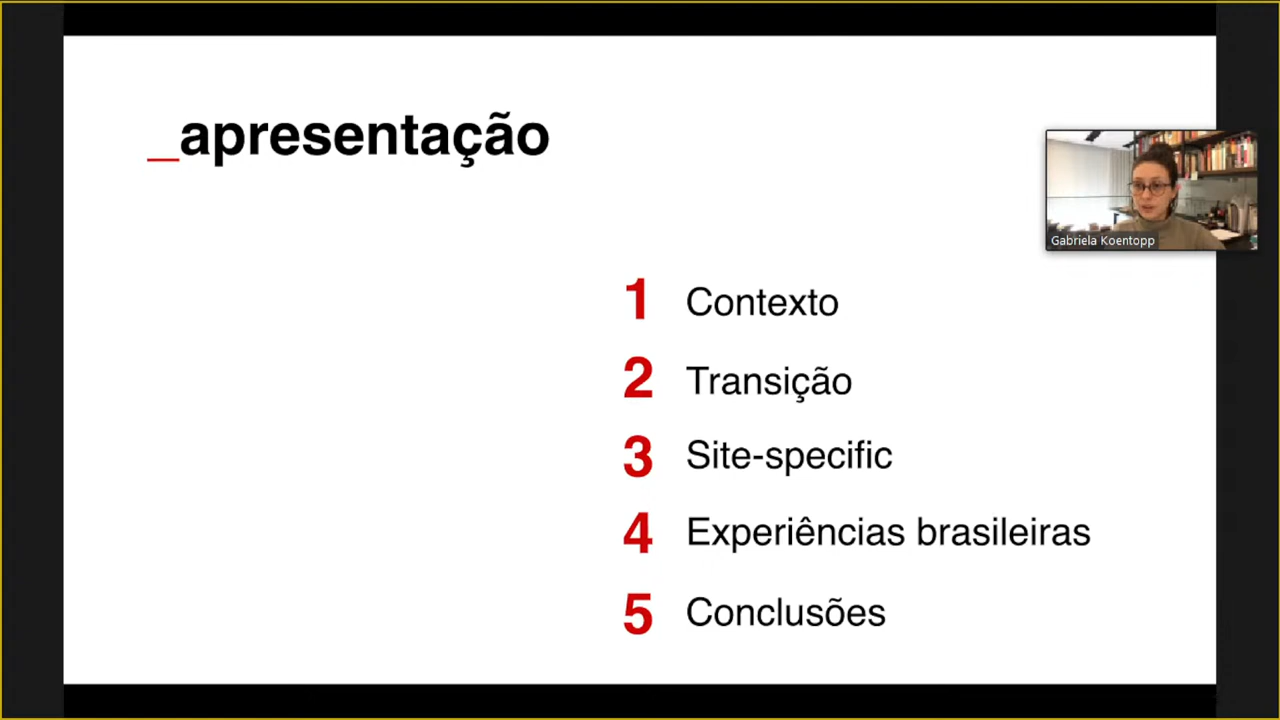 _apresentação
Gabriela Koentopp
1 Contexto
2 Transição
3 Site-specific
4 Experiências brasileiras
5 Conclusões